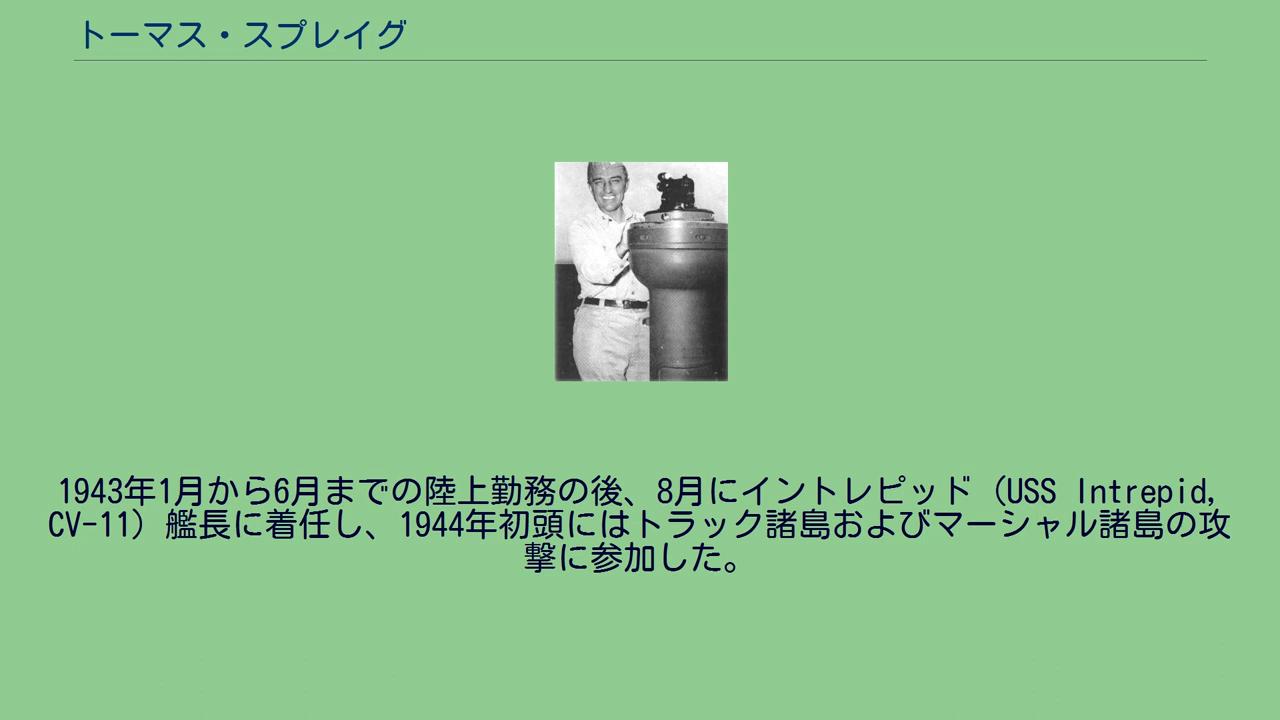 トーマス・スプレイグ
1943年1月から6月までの陸上勤務の後、8月にイントレピッド（USS Intrepid,
CV-11）艦長に着任し、1944年初頭にはトラック諸島およびマーシャル諸島の攻
撃に参加した。